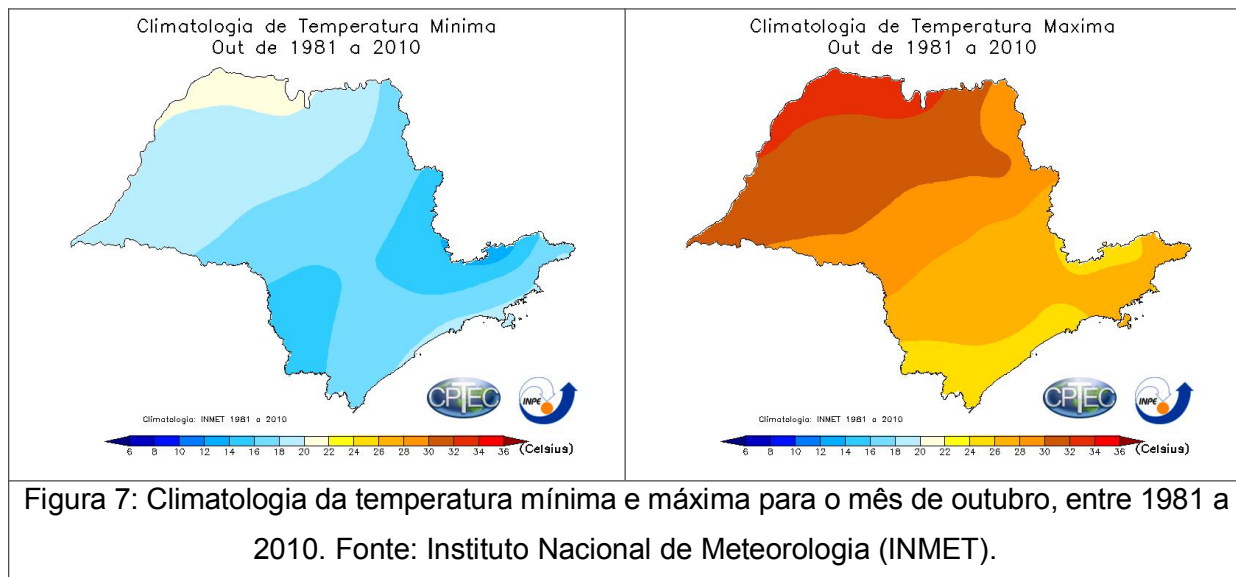 Climatologia de Temperatura Minima
Out de 1981 a 2010
CPTEC
INPE
Climatologia: INMET 1981 a 2010
6 8 10 12 14 16 18 20 22 24 26 28 30 32 34 36 (Celsius)
Climatologia de Temperatura Maxima
Out de 1981 a 2010
CPTEC
INPE
Climatologia: INMET 1981 a 2010
6 8 10 12 14 16 18 20 22 24 26 28 30 32 34 36 (Celsius)
Figura 7: Climatologia da temperatura mínima e máxima para o mês de outubro, entre 1981 a
2010. Fonte: Instituto Nacional de Meteorologia (INMET).